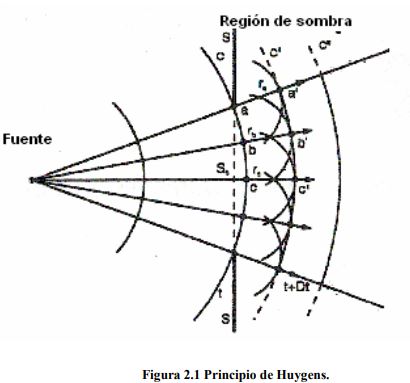 Región de sombra
S
C
C'
C"
a
r
a'
Fuente
r
b
b'
S
r
c
c'
t
t+Dt
S
Figura 2.1 Principio de Huygens.